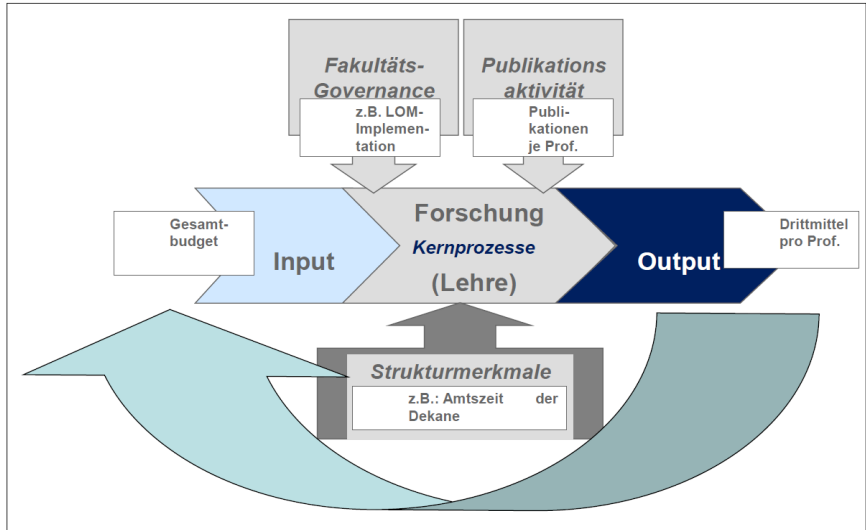 Fakultäts-
Governance
z.B. LOM-
Implemen-
tation
Publikations
aktivität
Publi-
kationen
je Prof.
Gesamt-
budget
Input
Forschung
Kernprozesse
(Lehre)
Output
Drittmittel
pro Prof.
Strukturmerkmale
z.B.: Amtszeit der
Dekane